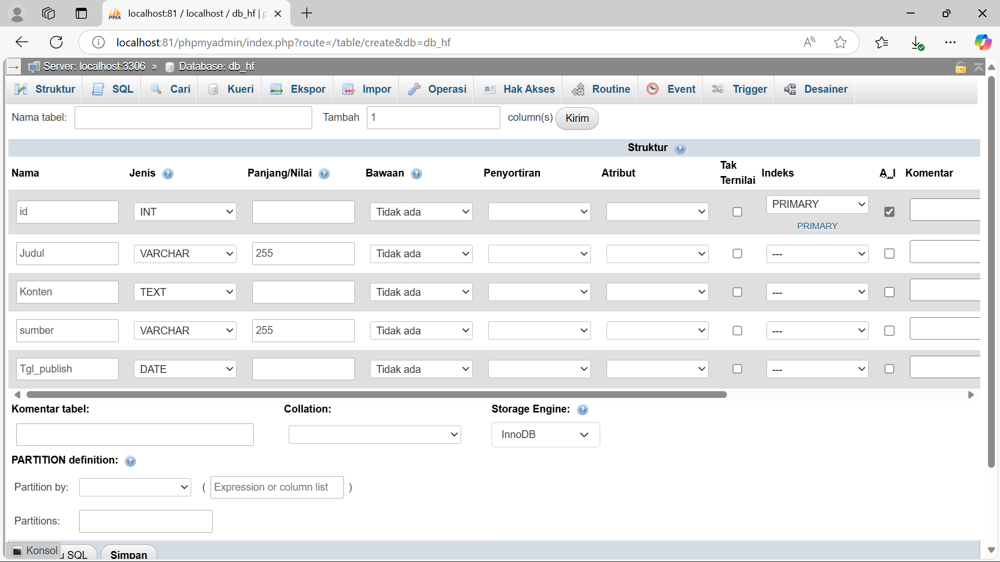 localhost:81 / localhost / db_hf | p
localhost:81/phpmyadmin/index.php?route=/table/create&db=db_hf
Server: localhost:3306 » Database: db_hf
Struktur SQL Cari Kueri Ekspor Impor Operasi Hak Akses Routine Event Trigger Desainer
Nama tabel: Tambah 1 column(s) Kirim
Struktur
Nama Jenis Panjang/Nilai Bawaan Penyortiran Atribut Tak Ternilai Indeks A_I Komentar
id INT Tidak ada PRIMARY
PRIMARY
Judul VARCHAR 255 Tidak ada ---
Konten TEXT Tidak ada ---
sumber VARCHAR 255 Tidak ada ---
Tgl_publish DATE Tidak ada ---
Komentar tabel: Collation: Storage Engine:
InnoDB
PARTITION definition:
Partition by: ( Expression or column list )
Partitions:
Konsol SQL Simpan